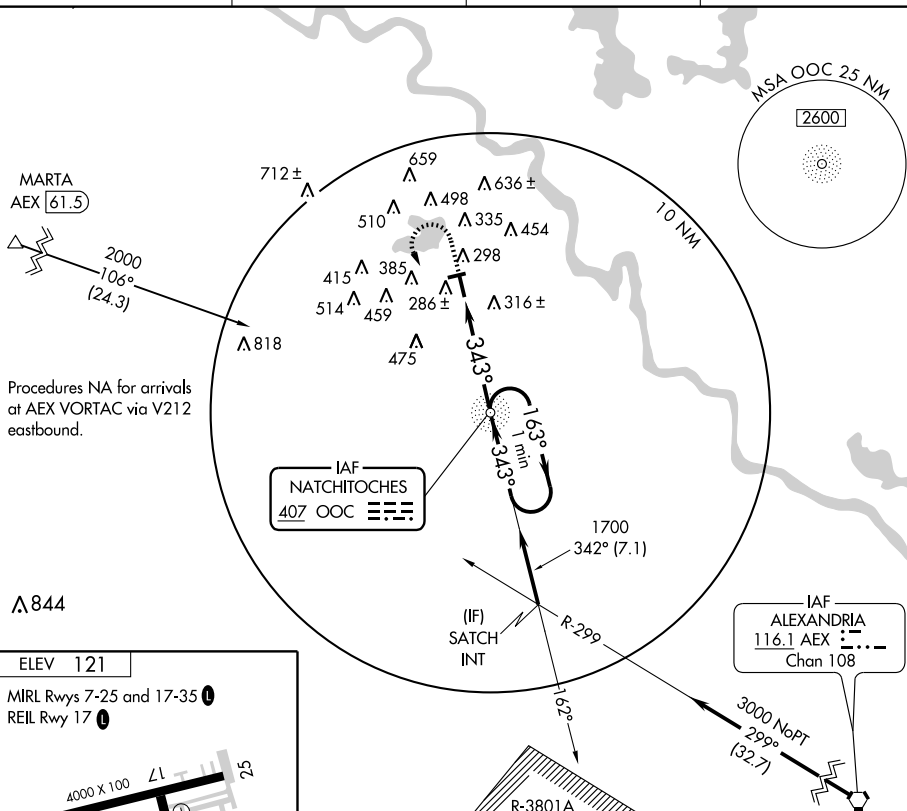 MSA OOC 25 NM
2600
MARTA
AEX 61.5
2000
106°
(24.3)
712 ±
659
636 ±
498
510
335
454
298
415
385
514
459
286 ±
316 ±
475
818
10 NM
Procedures NA for arrivals
at AEX VORTAC via V212
eastbound.
343°
163°
1 min
343°
IAF
NATCHITOCHES
407 OOC
1700
342° (7.1)
844
(IF)
SATCH
INT
R-299
162°
IAF
ALEXANDRIA
116.1 AEX
Chan 108
3000 NoPT
299°
(32.7)
ELEV 121
MIRL Rwys 7-25 and 17-35 L
REIL Rwy 17 L
4000 X 100
17
25
R-3801A